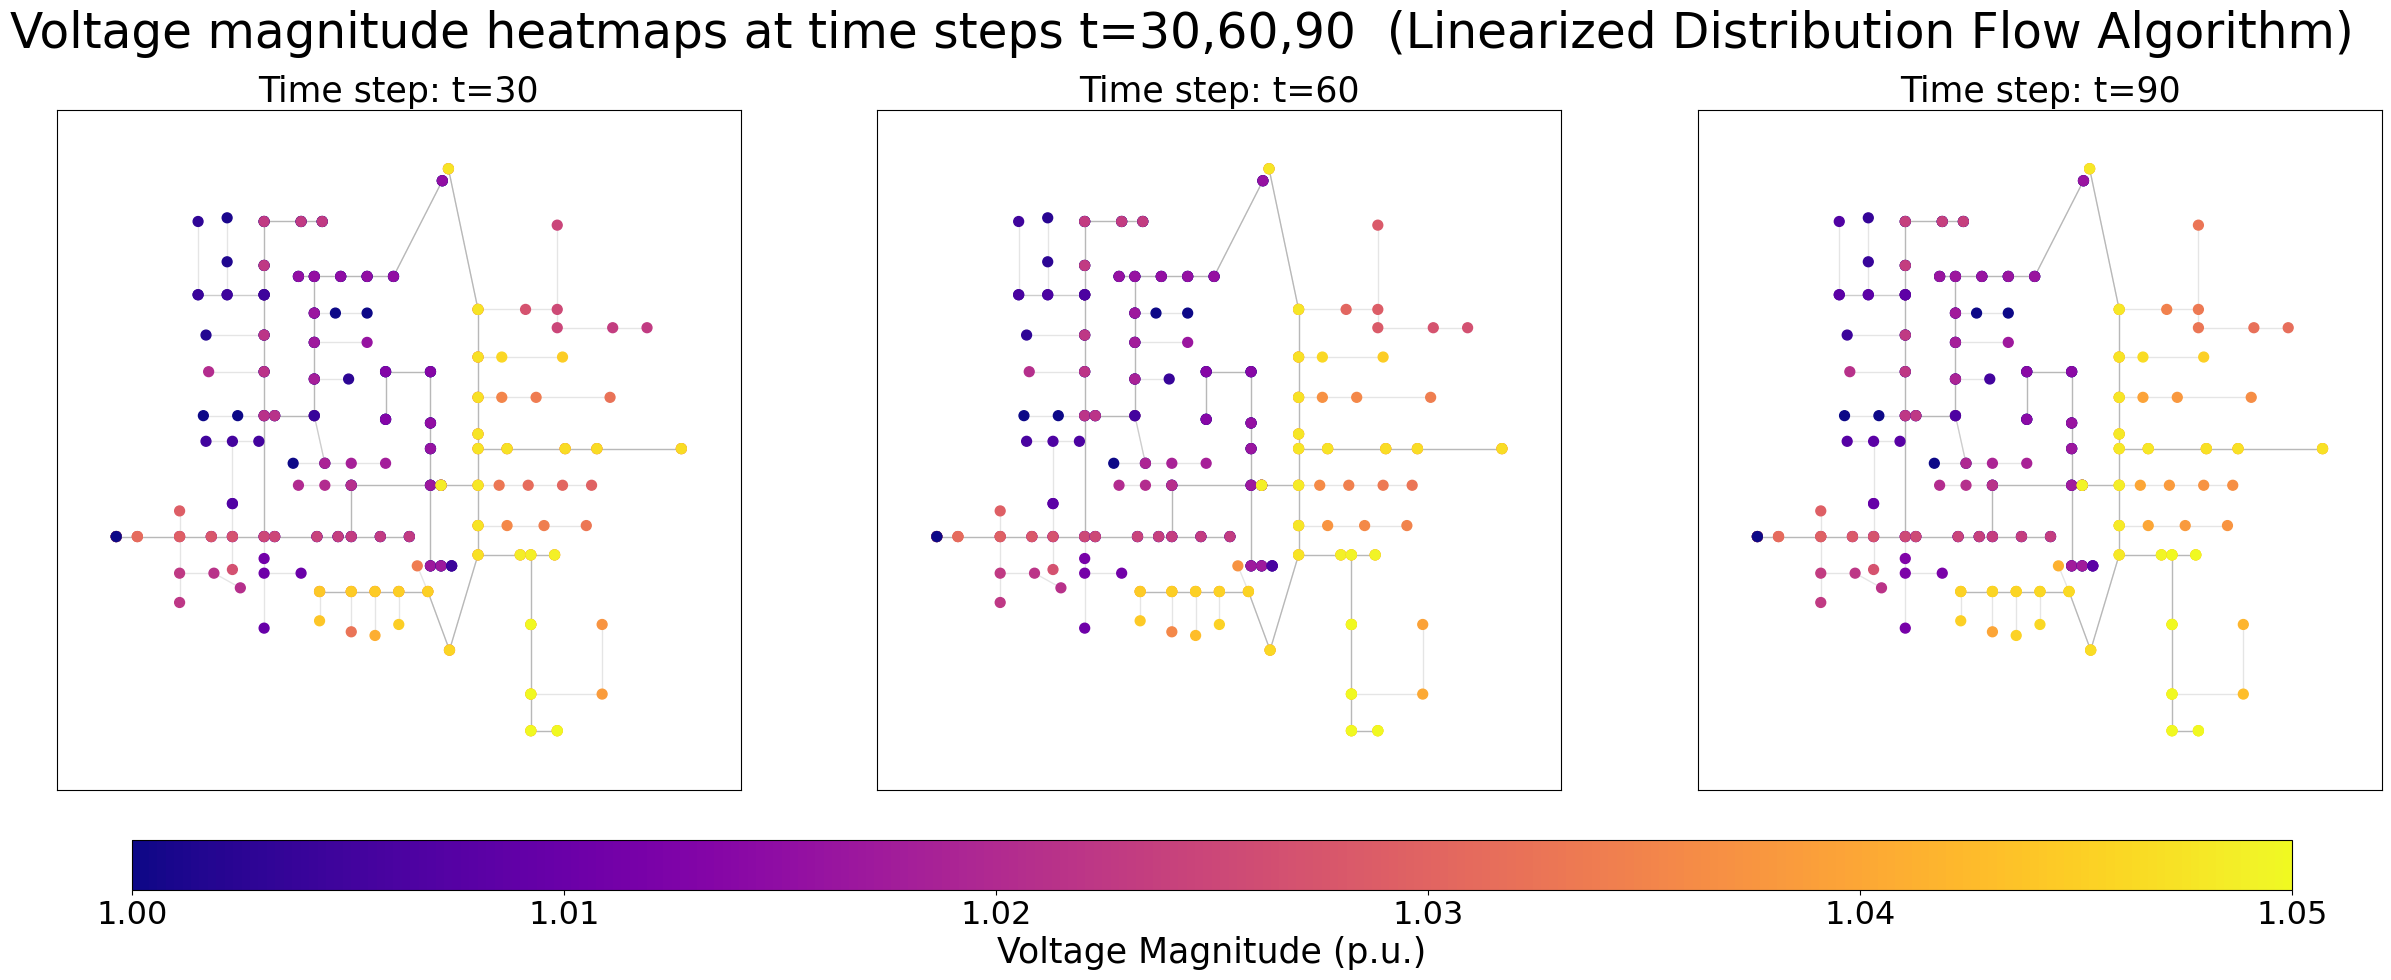 Voltage magnitude heatmaps at time steps t=30,60,90  (Linearized Distribution Flow Algorithm)
Time step: t=30
Time step: t=60
Time step: t=90
1.00
1.01
1.02
1.03
1.04
1.05
Voltage Magnitude (p.u.)